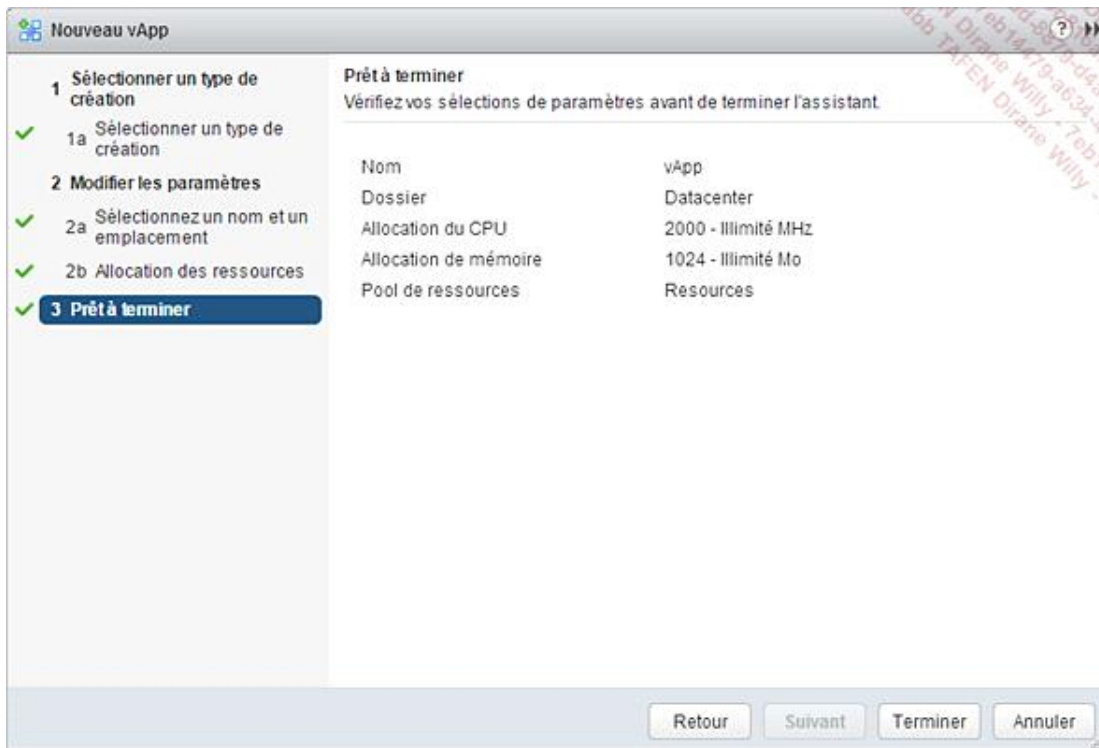 Nouveau vApp
?
1 Sélectionner un type de
création
1a Sélectionner un type de
création
2 Modifier les paramètres
2a Sélectionnez un nom et un
emplacement
2b Allocation des ressources
3 Prêt à terminer
Prêt à terminer
Vérifiez vos sélections de paramètres avant de terminer l'assistant.
Nom vApp
Dossier Datacenter
Allocation du CPU 2000 - Illimité MHz
Allocation de mémoire 1024 - Illimité Mo
Pool de ressources Resources
Retour Suivant Terminer Annuler
TAFEN Dirane Willy